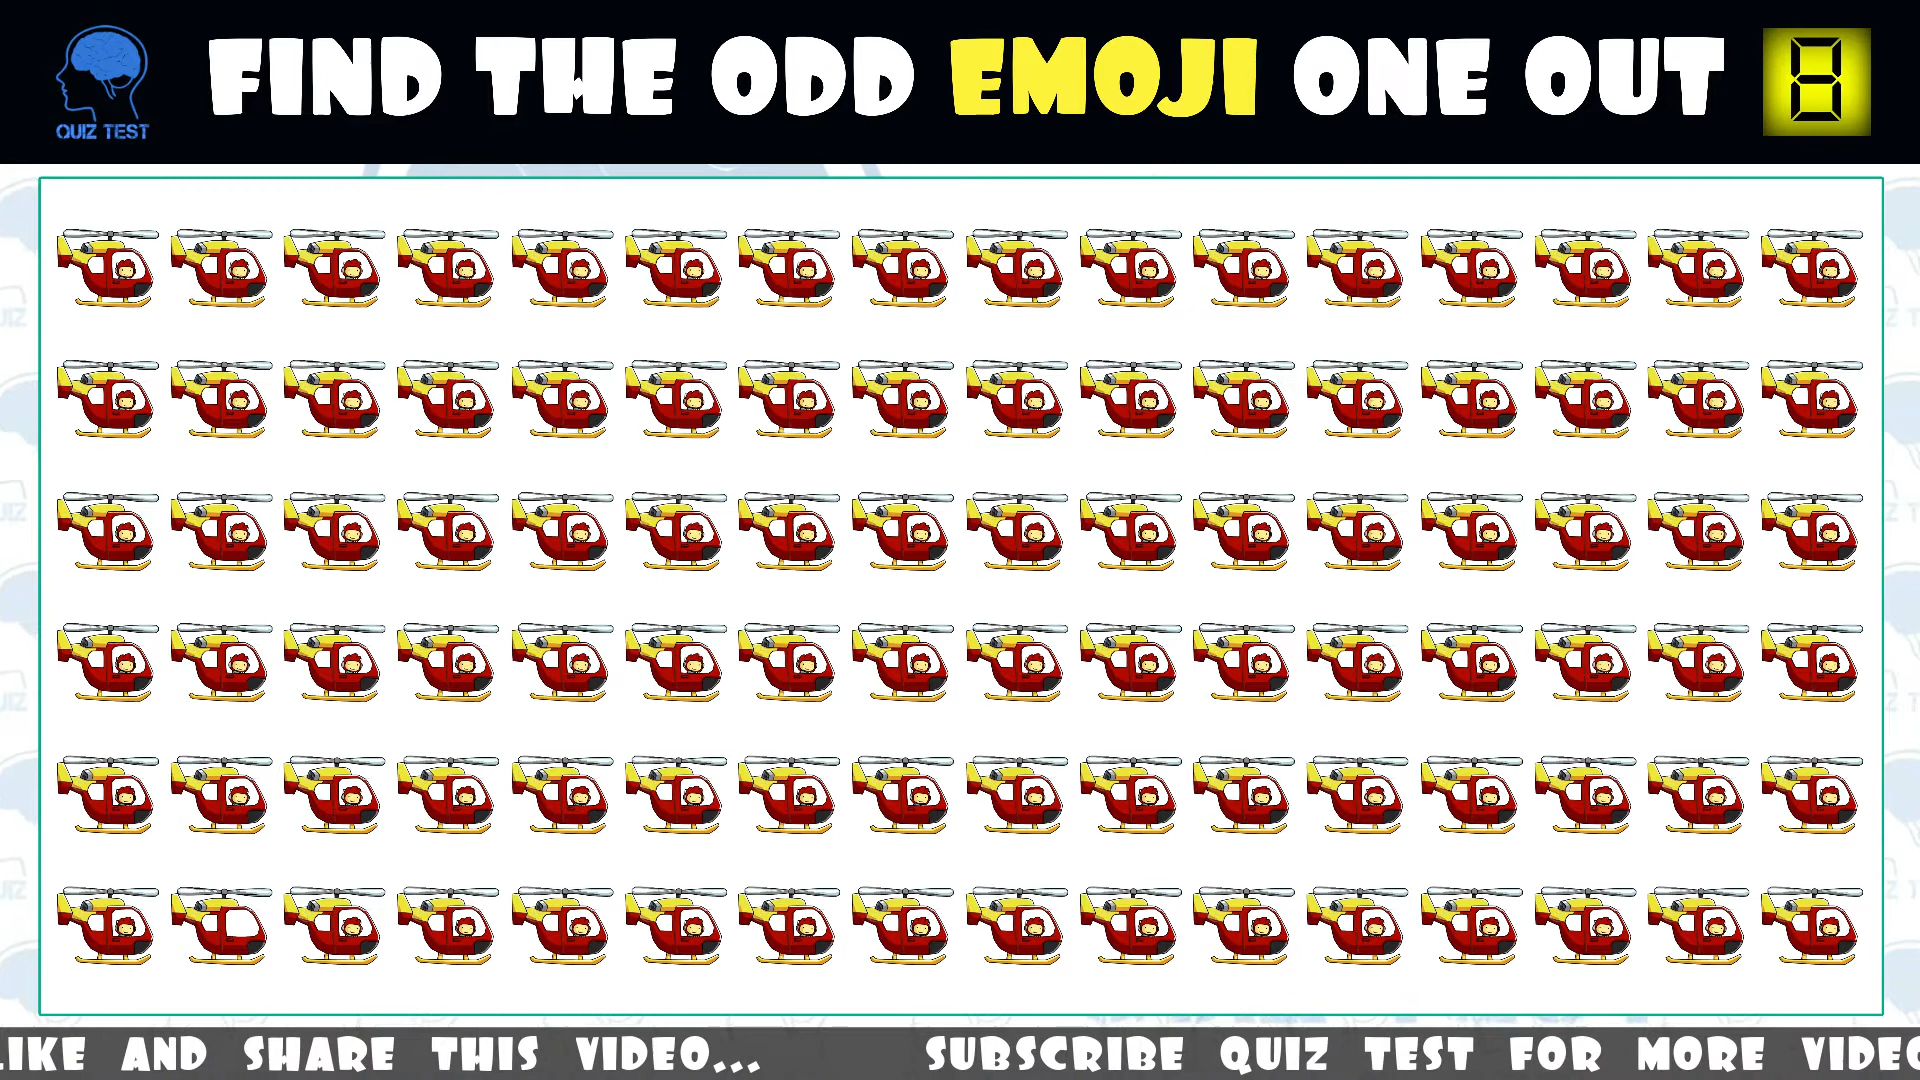 FIND THE ODD EMOJI ONE OUT
8
QUIZ TEST
LIKE AND SHARE THIS VIDEO... SUBSCRIBE QUIZ TEST FOR MORE VIDEO